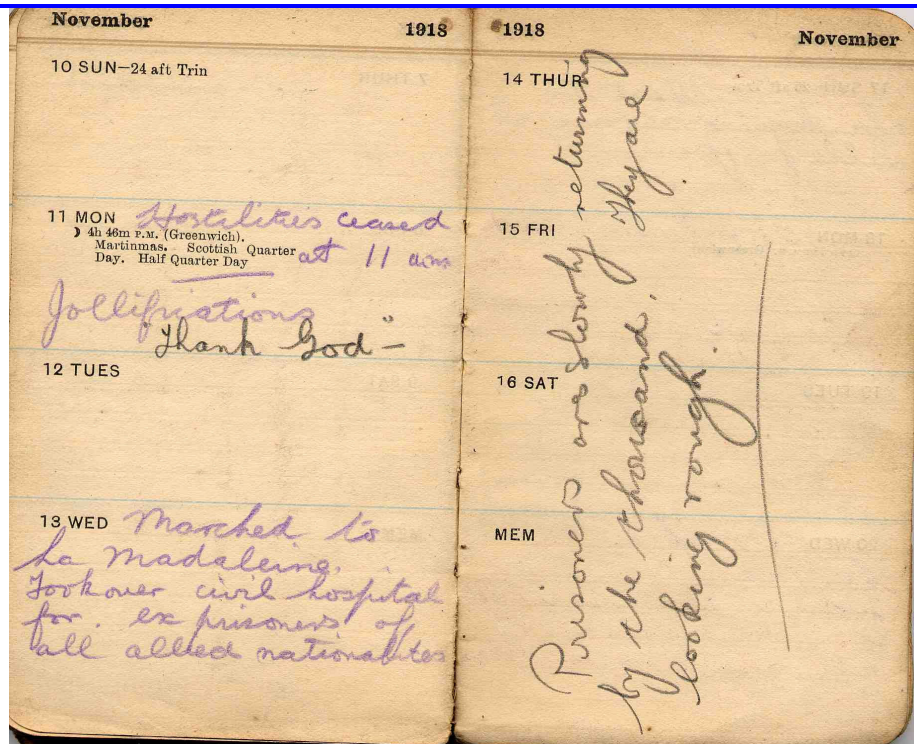 November 1918
10 SUN—24 aft Trin
11 MON Hostilities ceased
☽ 4h 46m P.M. (Greenwich).
Martinmas. Scottish Quarter
Day. Half Quarter Day
at 11 am
Jollifications
"Thank God" –
12 TUES
13 WED Marched to
La Madaleine.
Took over civil hospital
for. ex prisoners of
all allied nationalites
1918 November
14 THUR
15 FRI
16 SAT
MEM
Prisoners are slowly returning
by the thousand. They are
looking rough.